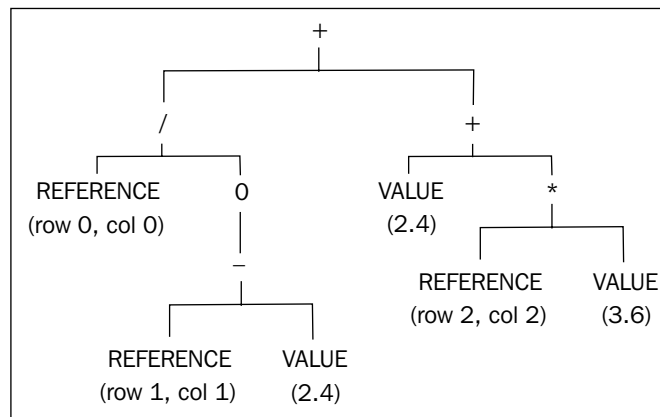 +
/ +
REFERENCE 0 VALUE *
(row 0, col 0) (2.4)
REFERENCE VALUE
(row 2, col 2) (3.6)
–
REFERENCE VALUE
(row 1, col 1) (2.4)